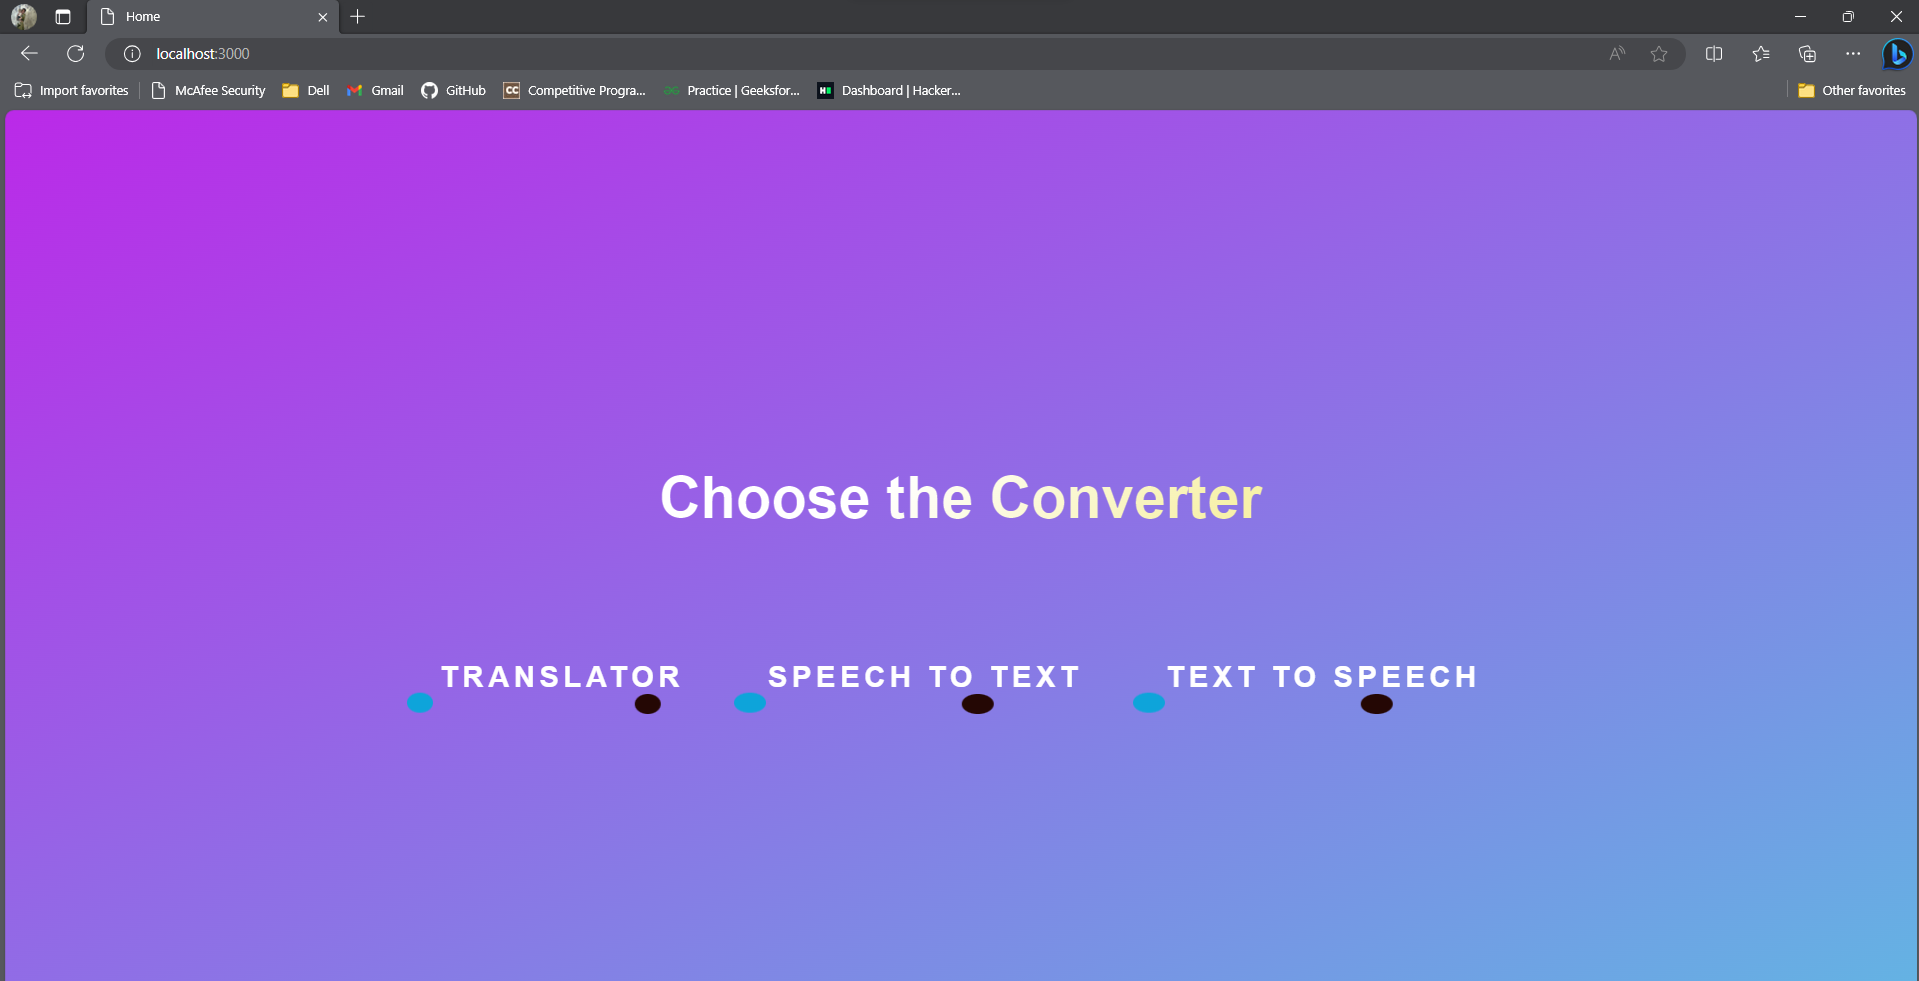 Home
localhost:3000
Import favorites McAfee Security Dell Gmail GitHub CC Competitive Progra... Practice | Geeksfor... H Dashboard | Hacker... Other favorites
Choose the Converter
TRANSLATOR SPEECH TO TEXT TEXT TO SPEECH